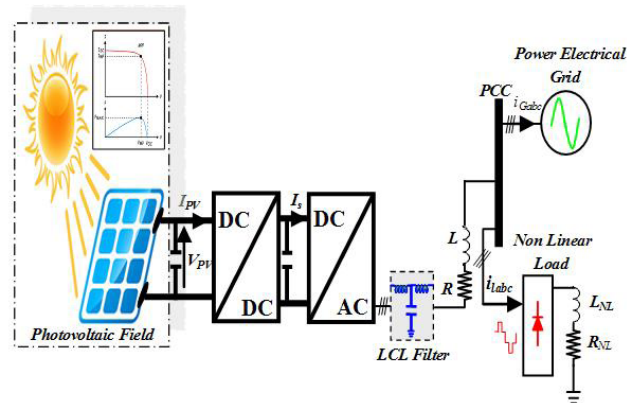 Power Electrical
Grid
PCC
i_Gabc
I_PV
V_PV
DC
DC
I_s
DC
AC
L
R
Non Linear
Load
i_labc
L_NL
R_NL
LCL Filter
Photovoltaic Field